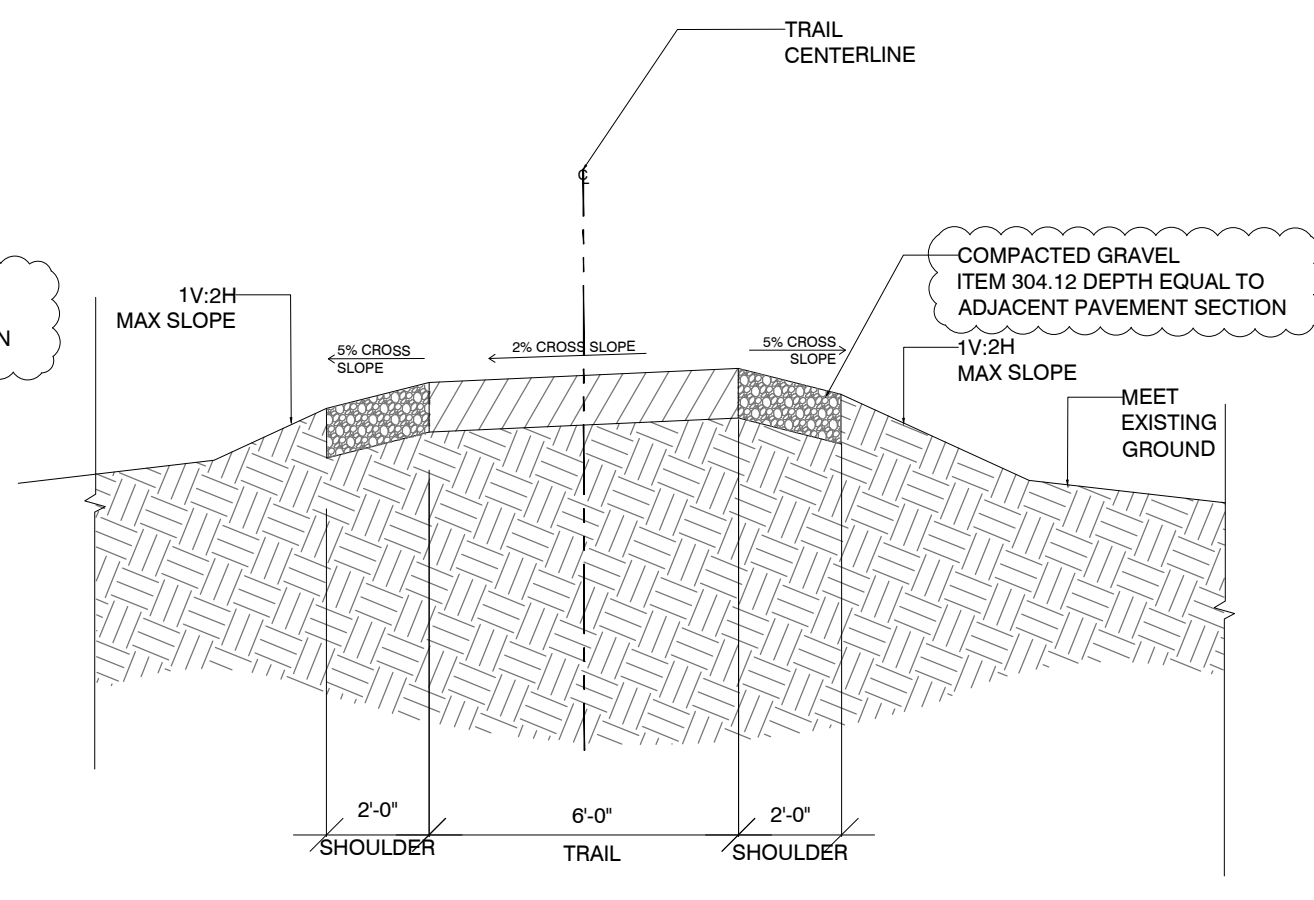 TRAIL
CENTERLINE
℄
COMPACTED GRAVEL
ITEM 304.12 DEPTH EQUAL TO
ADJACENT PAVEMENT SECTION
N
1V:2H
MAX SLOPE
5% CROSS
SLOPE
2% CROSS SLOPE
5% CROSS
SLOPE
1V:2H
MAX SLOPE
MEET
EXISTING
GROUND
2'-0"
6'-0"
2'-0"
SHOULDER
TRAIL
SHOULDER